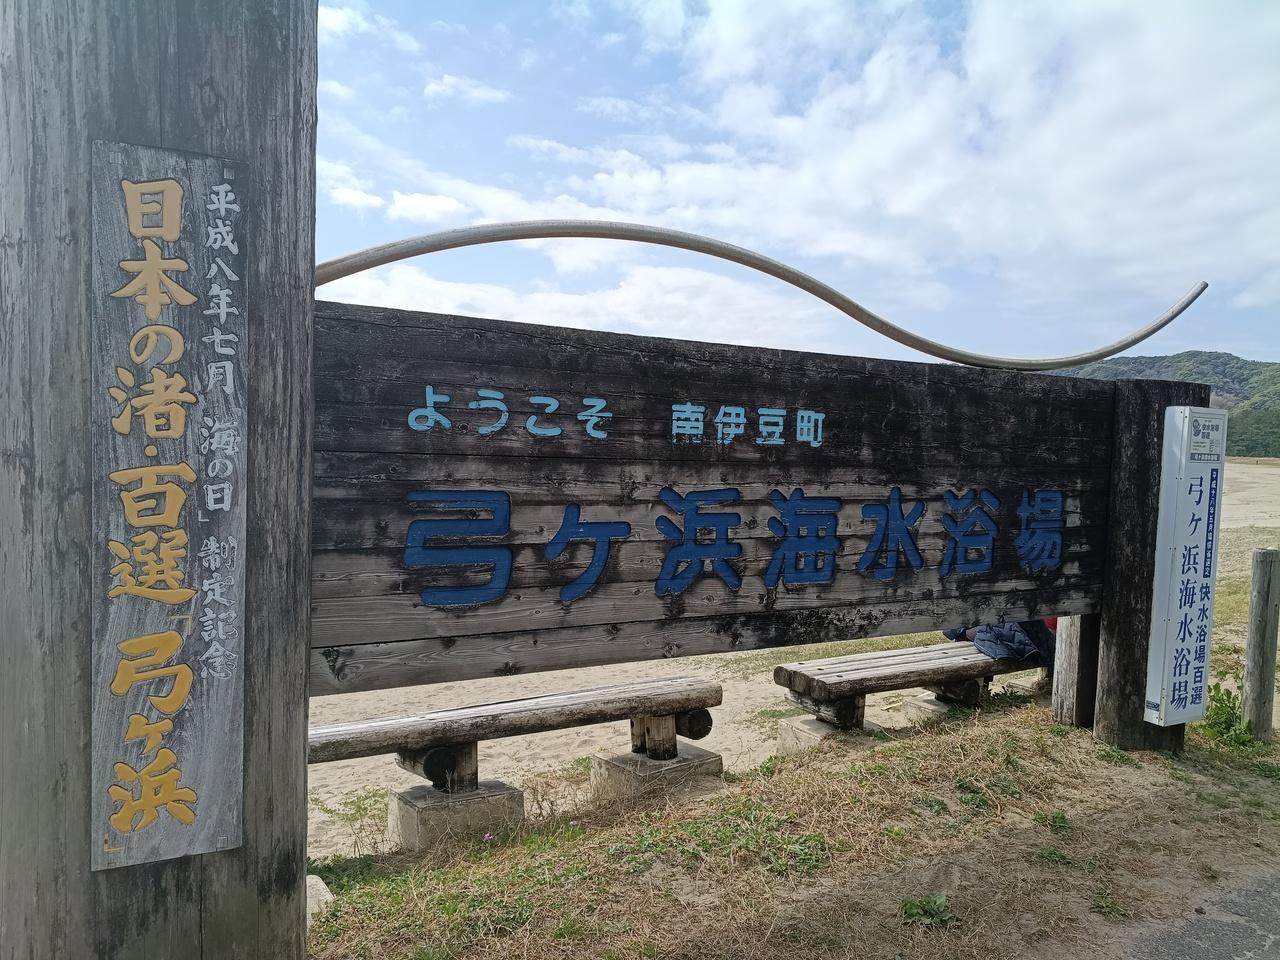 平成八年七月「海の日」制定記念
日本の渚・百選「弓ヶ浜」
ようこそ 南伊豆町
弓ケ浜海水浴場
快水浴場百選
弓ヶ浜海水浴場